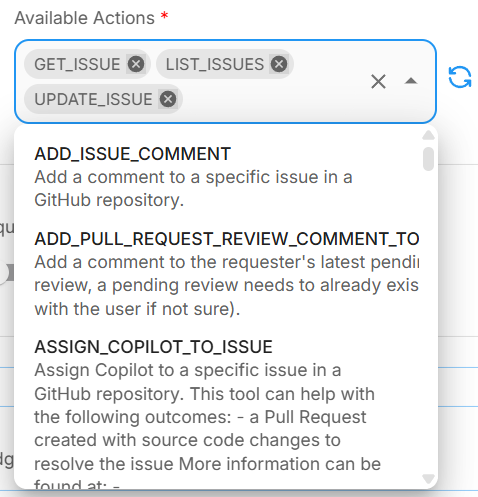 Available Actions *
GET_ISSUE
LIST_ISSUES
UPDATE_ISSUE
ADD_ISSUE_COMMENT
Add a comment to a specific issue in a
GitHub repository.
ADD_PULL_REQUEST_REVIEW_COMMENT_TO
Add a comment to the requester's latest pendi
review, a pending review needs to already exis
with the user if not sure).
ASSIGN_COPILOT_TO_ISSUE
Assign Copilot to a specific issue in a
GitHub repository. This tool can help with
the following outcomes: - a Pull Request
created with source code changes to
resolve the issue More information can be
found at: -